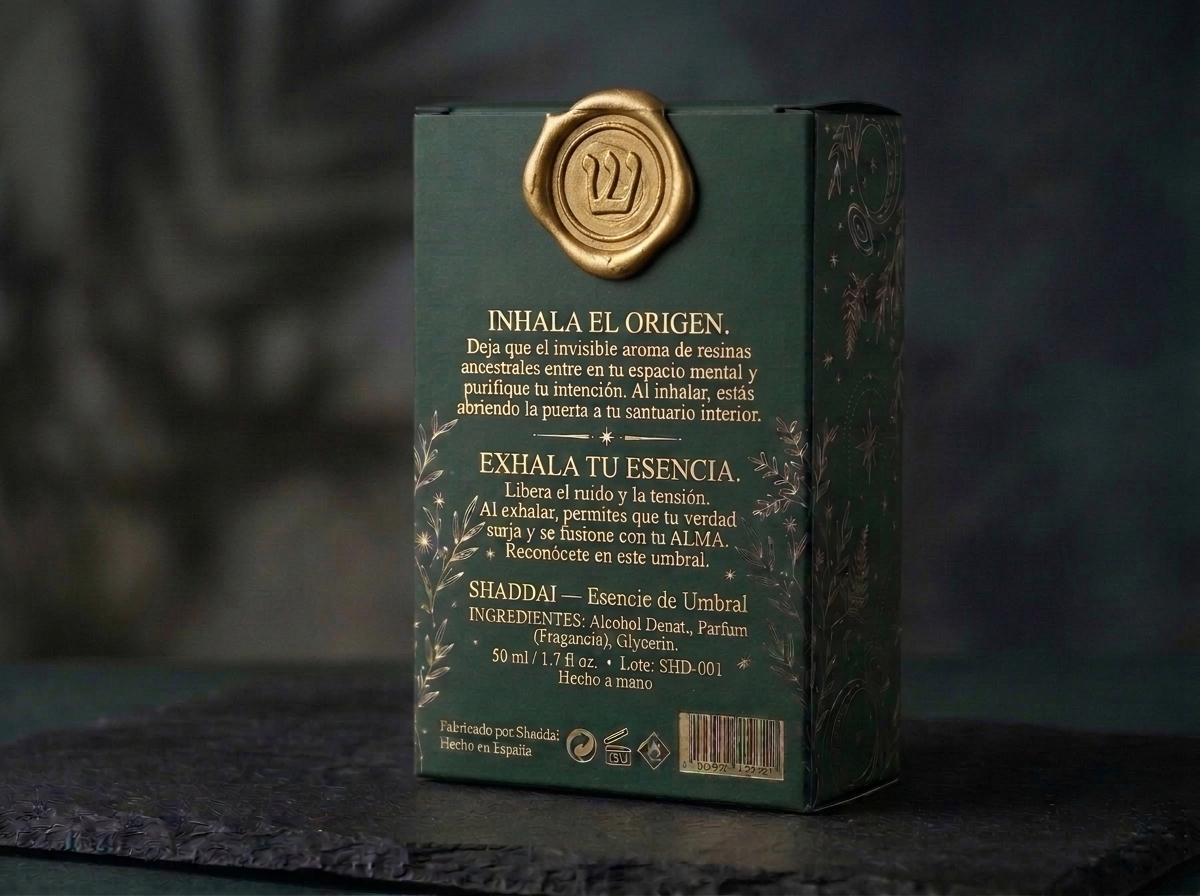 ש
INHALA EL ORIGEN.
Deja que el invisible aroma de resinas
ancestrales entre en tu espacio mental y
purifique tu intención. Al inhalar, estás
abriendo la puerta a tu santuario interior.
EXHALA TU ESENCIA.
Libera el ruido y la tensión.
Al exhalar, permites que tu verdad
surja y se fusione con tu ALMA.
Reconócete en este umbral.
SHADDAI — Esencie de Umbral
INGREDIENTES: Alcohol Denat., Parfum
(Fragancia), Glycerin.
50 ml / 1.7 fl oz. • Lote: SHD-001
Hecho a mano
Fabricado por Shaddai
Hecho en España